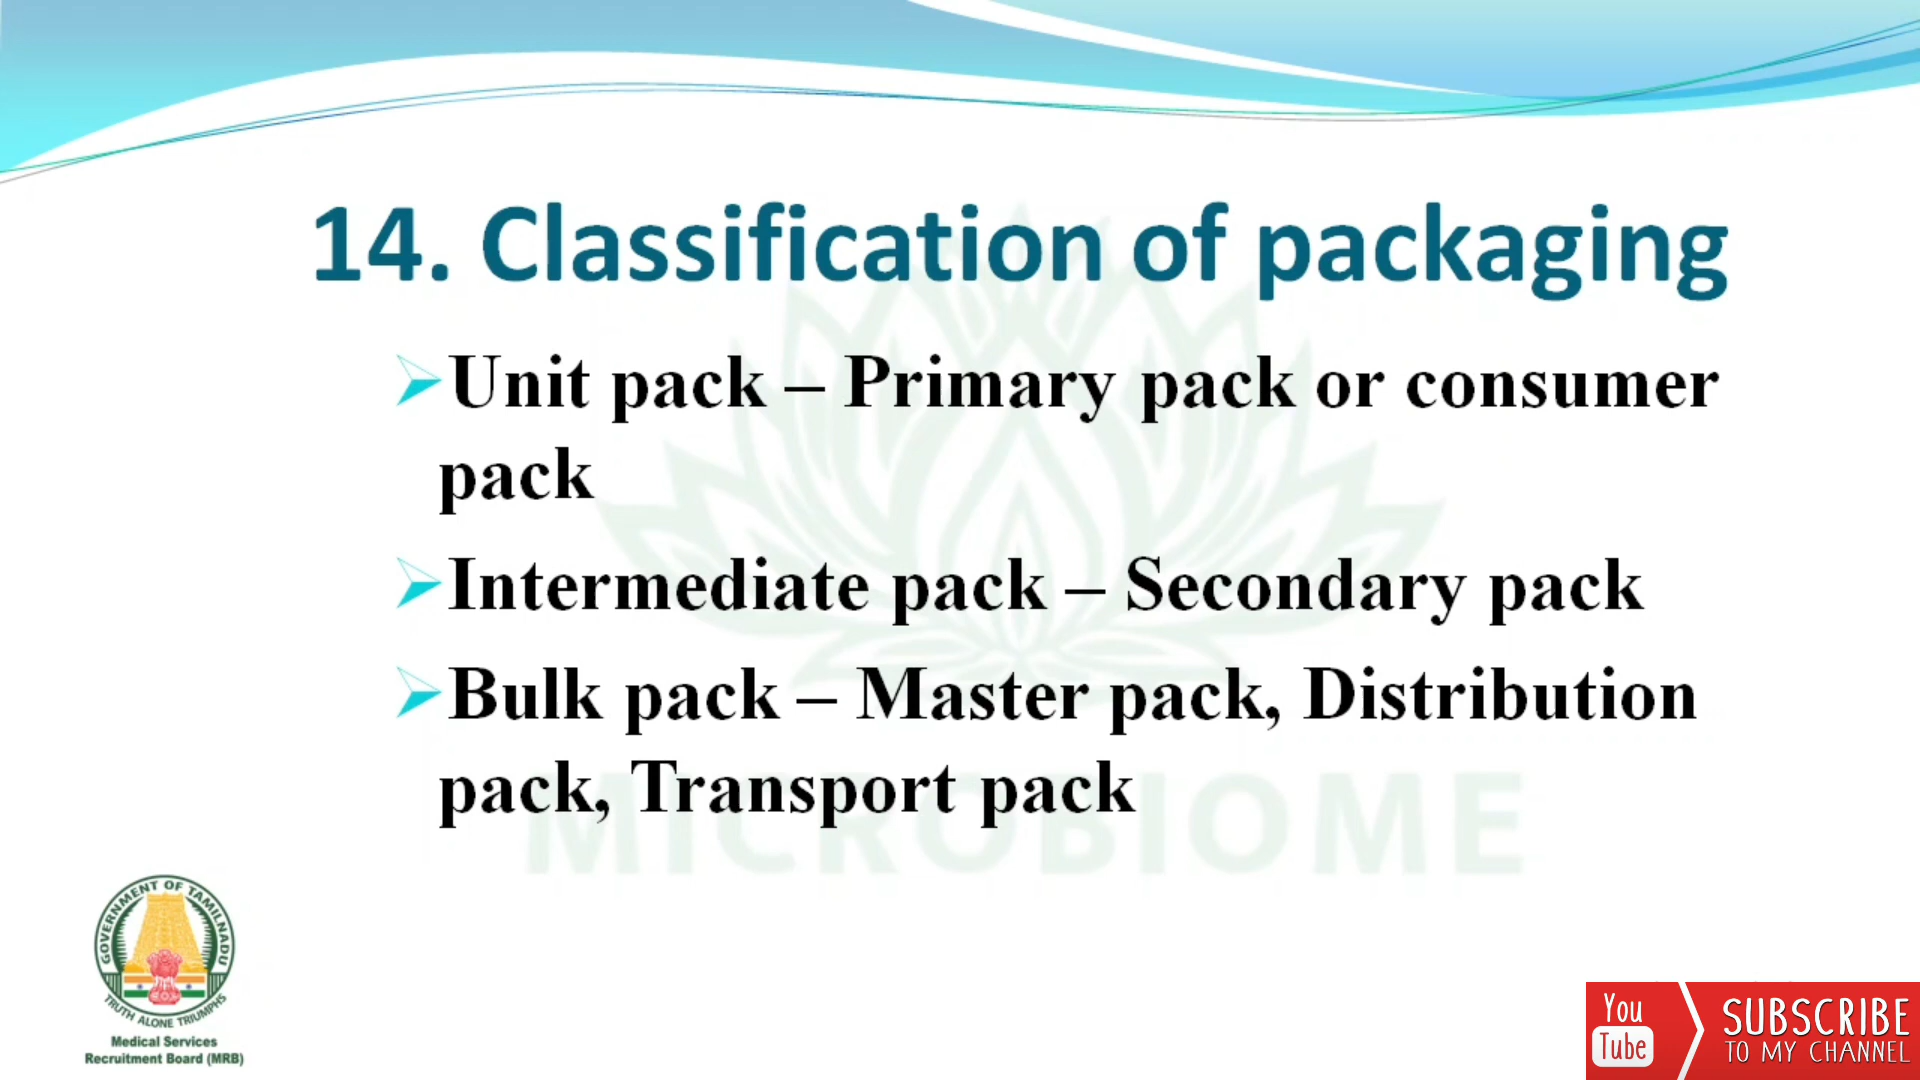 14. Classification of packaging
Unit pack – Primary pack or consumer
pack
Intermediate pack – Secondary pack
Bulk pack – Master pack, Distribution
pack, Transport pack
MICROBIOME
GOVERNMENT OF TAMILNADU
TRUTH ALONE TRIUMPHS
Medical Services
Recruitment Board (MRB)
You
Tube
SUBSCRIBE
TO MY CHANNEL